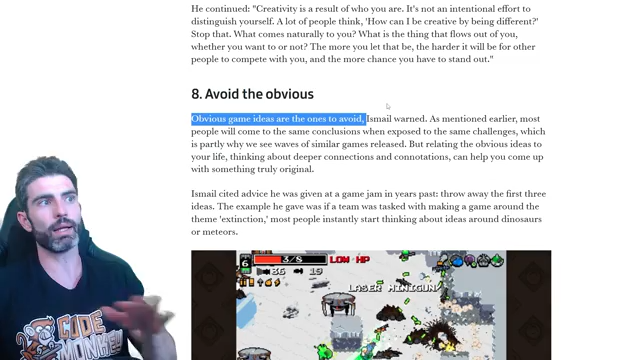 He continued: "Creativity is a result of who you are. It's not an intentional effort to
distinguish yourself. A lot of people think, 'How can I be creative by being different?'
Stop that. What comes naturally to you? What is the thing that flows out of you,
whether you want to or not? The more you let that be, the harder it will be for other
people to compete with you, and the more chance you have to stand out."
8. Avoid the obvious
Obvious game ideas are the ones to avoid, Ismail warned. As mentioned earlier, most
people will come to the same conclusions when exposed to the same challenges, which
is partly why we see waves of similar games released. But relating the obvious ideas to
your life, thinking about deeper connections and connotations, can help you come up
with something truly original.
Ismail cited advice he was given at a game jam in years past: throw away the first three
ideas. The example he gave was if a team was tasked with making a game around the
theme 'extinction,' most people instantly start thinking about ideas around dinosaurs
or meteors.
6 3/8 LOW HP
36 19
LASER MINIGUN
CODE
MONKEY